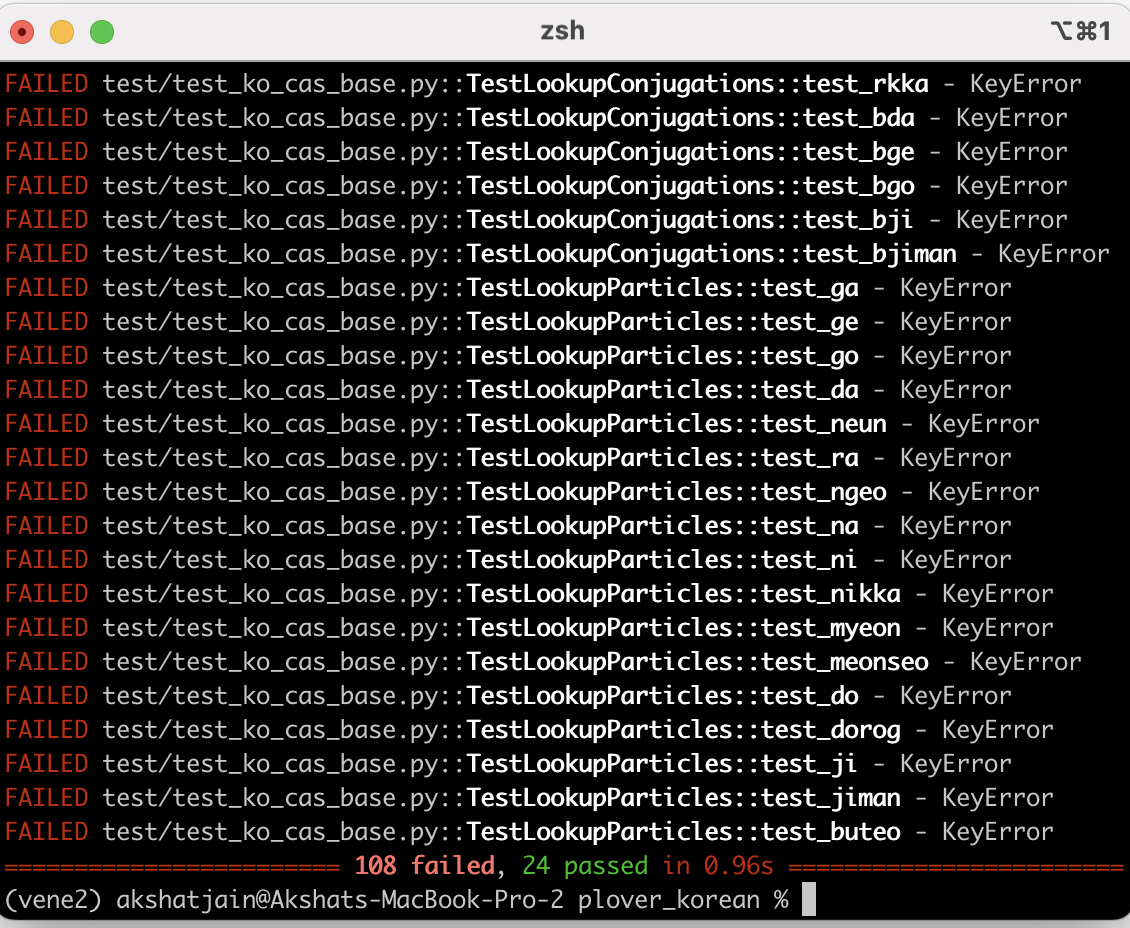 zsh
⌥⌘1
FAILED test/test_ko_cas_base.py::TestLookupConjugations::test_rkka - KeyError
FAILED test/test_ko_cas_base.py::TestLookupConjugations::test_bda - KeyError
FAILED test/test_ko_cas_base.py::TestLookupConjugations::test_bge - KeyError
FAILED test/test_ko_cas_base.py::TestLookupConjugations::test_bgo - KeyError
FAILED test/test_ko_cas_base.py::TestLookupConjugations::test_bji - KeyError
FAILED test/test_ko_cas_base.py::TestLookupConjugations::test_bjiman - KeyError
FAILED test/test_ko_cas_base.py::TestLookupParticles::test_ga - KeyError
FAILED test/test_ko_cas_base.py::TestLookupParticles::test_ge - KeyError
FAILED test/test_ko_cas_base.py::TestLookupParticles::test_go - KeyError
FAILED test/test_ko_cas_base.py::TestLookupParticles::test_da - KeyError
FAILED test/test_ko_cas_base.py::TestLookupParticles::test_neun - KeyError
FAILED test/test_ko_cas_base.py::TestLookupParticles::test_ra - KeyError
FAILED test/test_ko_cas_base.py::TestLookupParticles::test_ngeo - KeyError
FAILED test/test_ko_cas_base.py::TestLookupParticles::test_na - KeyError
FAILED test/test_ko_cas_base.py::TestLookupParticles::test_ni - KeyError
FAILED test/test_ko_cas_base.py::TestLookupParticles::test_nikka - KeyError
FAILED test/test_ko_cas_base.py::TestLookupParticles::test_myeon - KeyError
FAILED test/test_ko_cas_base.py::TestLookupParticles::test_meonseo - KeyError
FAILED test/test_ko_cas_base.py::TestLookupParticles::test_do - KeyError
FAILED test/test_ko_cas_base.py::TestLookupParticles::test_dorog - KeyError
FAILED test/test_ko_cas_base.py::TestLookupParticles::test_ji - KeyError
FAILED test/test_ko_cas_base.py::TestLookupParticles::test_jiman - KeyError
FAILED test/test_ko_cas_base.py::TestLookupParticles::test_buteo - KeyError
======================== 108 failed, 24 passed in 0.96s ========================
(vene2) akshatjain@Akshats-MacBook-Pro-2 plover_korean %